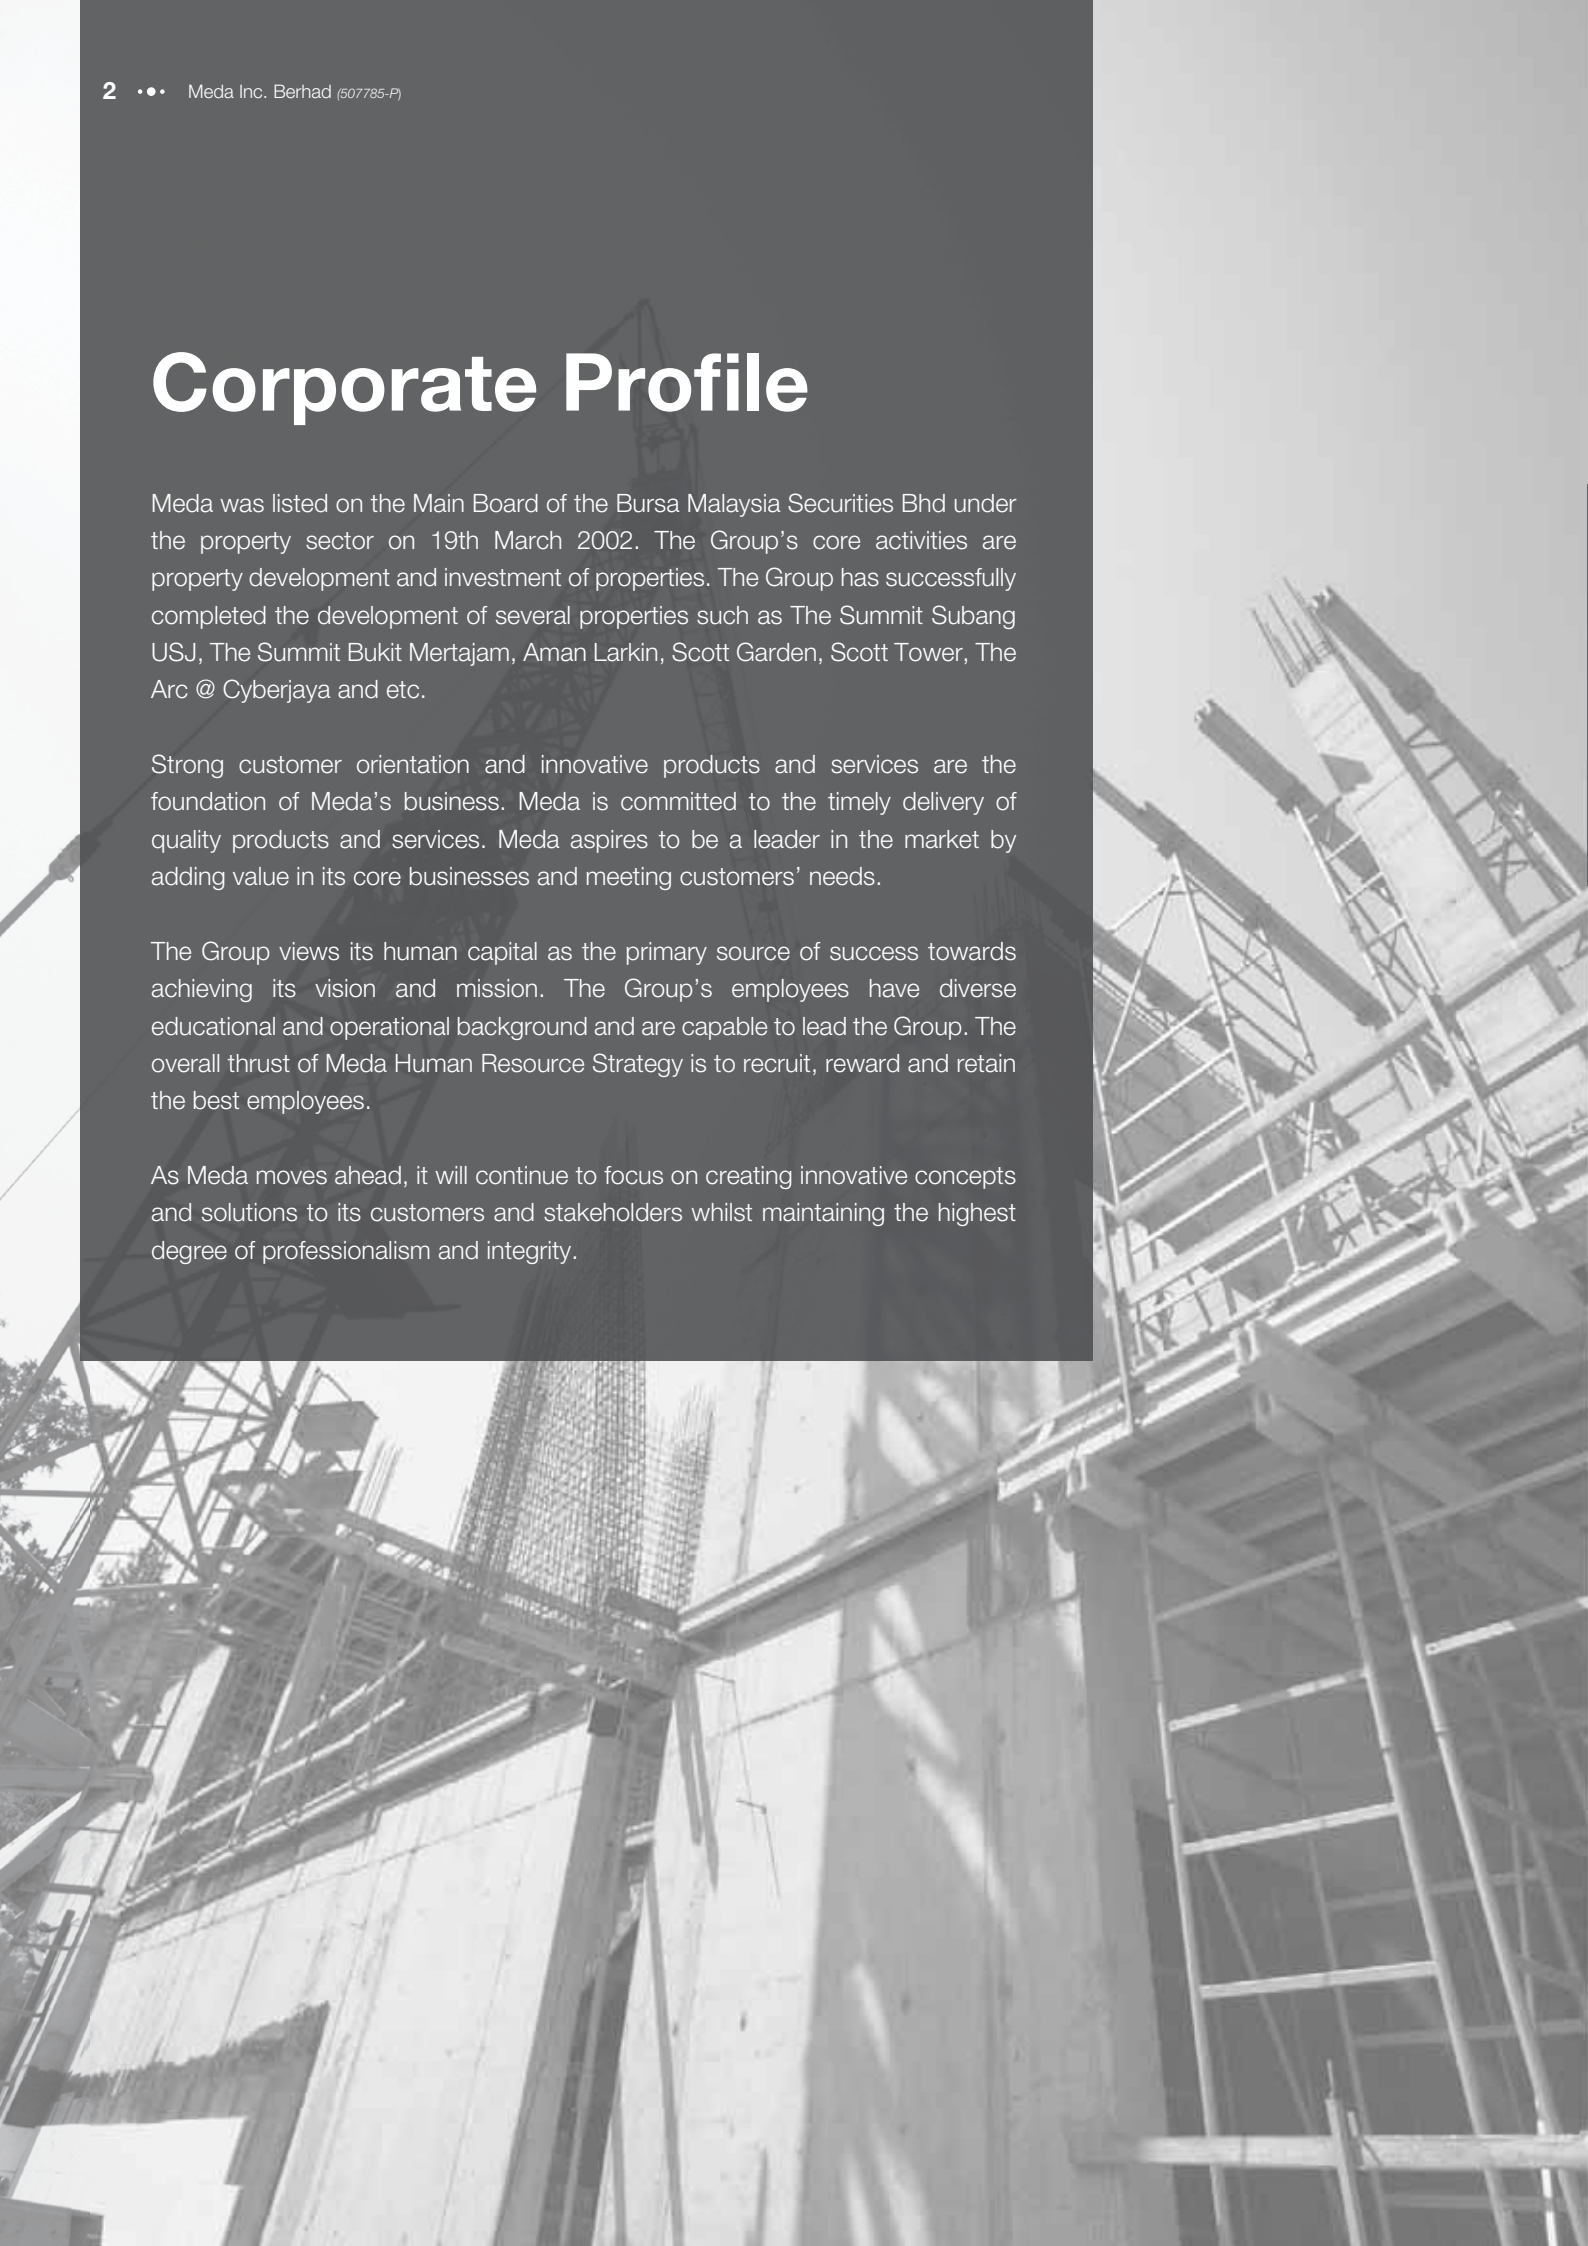 2 Meda Inc. Berhad (507785-P)
Corporate Profile
Meda was listed on the Main Board of the Bursa Malaysia Securities Bhd under
the property sector on 19th March 2002. The Group’s core activities are
property development and investment of properties. The Group has successfully
completed the development of several properties such as The Summit Subang
USJ, The Summit Bukit Mertajam, Aman Larkin, Scott Garden, Scott Tower, The
Arc @ Cyberjaya and etc.
Strong customer orientation and innovative products and services are the
foundation of Meda’s business. Meda is committed to the timely delivery of
quality products and services. Meda aspires to be a leader in the market by
adding value in its core businesses and meeting customers’ needs.
The Group views its human capital as the primary source of success towards
achieving its vision and mission. The Group’s employees have diverse
educational and operational background and are capable to lead the Group. The
overall thrust of Meda Human Resource Strategy is to recruit, reward and retain
the best employees.
As Meda moves ahead, it will continue to focus on creating innovative concepts
and solutions to its customers and stakeholders whilst maintaining the highest
degree of professionalism and integrity.